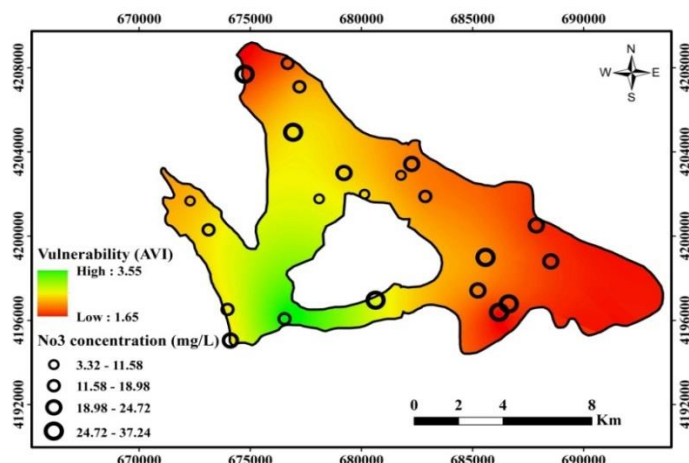 670000 675000 680000 685000 690000
4208000 4208000
N
W E
S
4204000 4204000
4200000 4200000
Vulnerability (AVI)
High : 3.55
Low : 1.65
4196000 4196000
No3 concentration (mg/L)
3.32 - 11.58
11.58 - 18.98
18.98 - 24.72
24.72 - 37.24
4192000 4192000
0 2 4 8
Km
670000 675000 680000 685000 690000